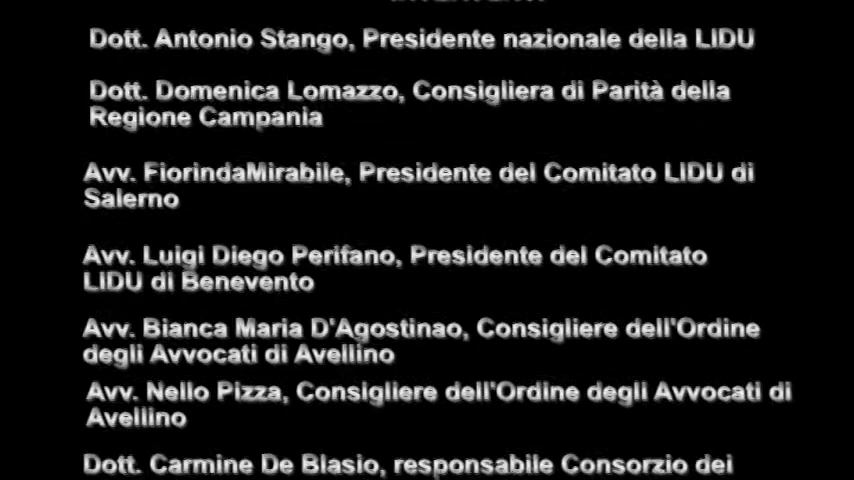 Dott. Antonio Stango, Presidente nazionale della LIDU
Dott. Domenica Lomazzo, Consigliera di Parità della
Regione Campania
Avv. FiorindaMirabile, Presidente del Comitato LIDU di
Salerno
Avv. Luigi Diego Perifano, Presidente del Comitato
LIDU di Benevento
Avv. Bianca Maria D'Agostinao, Consigliere dell'Ordine
degli Avvocati di Avellino
Avv. Nello Pizza, Consigliere dell'Ordine degli Avvocati di
Avellino
Dott. Carmine De Blasio, responsabile Consorzio dei